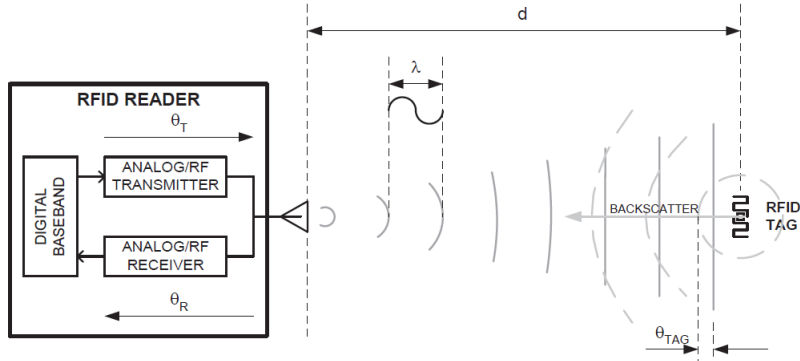 d
λ
RFID READER
θT
DIGITAL
BASEBAND
ANALOG/RF
TRANSMITTER
ANALOG/RF
RECEIVER
θR
BACKSCATTER
RFID
TAG
θTAG